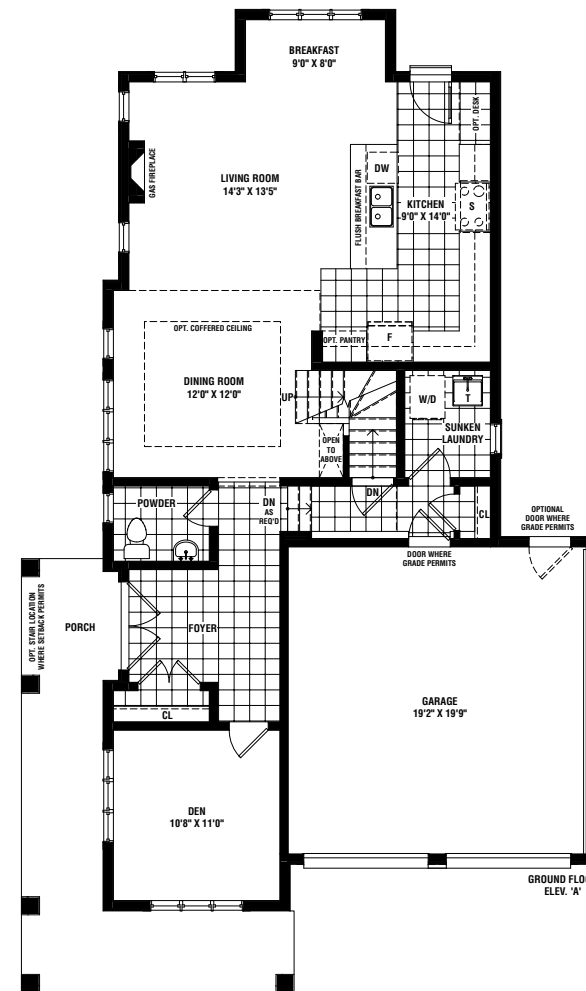 BREAKFAST
9'0" X 8'0"
OPT. DESK
GAS FIREPLACE
LIVING ROOM
14'3" X 13'5"
FLUSH BREAKFAST BAR
DW
KITCHEN
9'0" X 14'0"
S
OPT. COFFERED CEILING
OPT. PANTRY
F
DINING ROOM
12'0" X 12'0"
UP
W/D
T
SUNKEN
LAUNDRY
OPEN
TO
ABOVE
POWDER
DN
AS
REQ'D
DN
CL
OPTIONAL
DOOR WHERE
GRADE PERMITS
DOOR WHERE
GRADE PERMITS
OPT. STAIR LOCATION
WHERE SETBACK PERMITS
PORCH
FOYER
CL
GARAGE
19'2" X 19'9"
DEN
10'8" X 11'0"
GROUND FLO
ELEV. 'A'